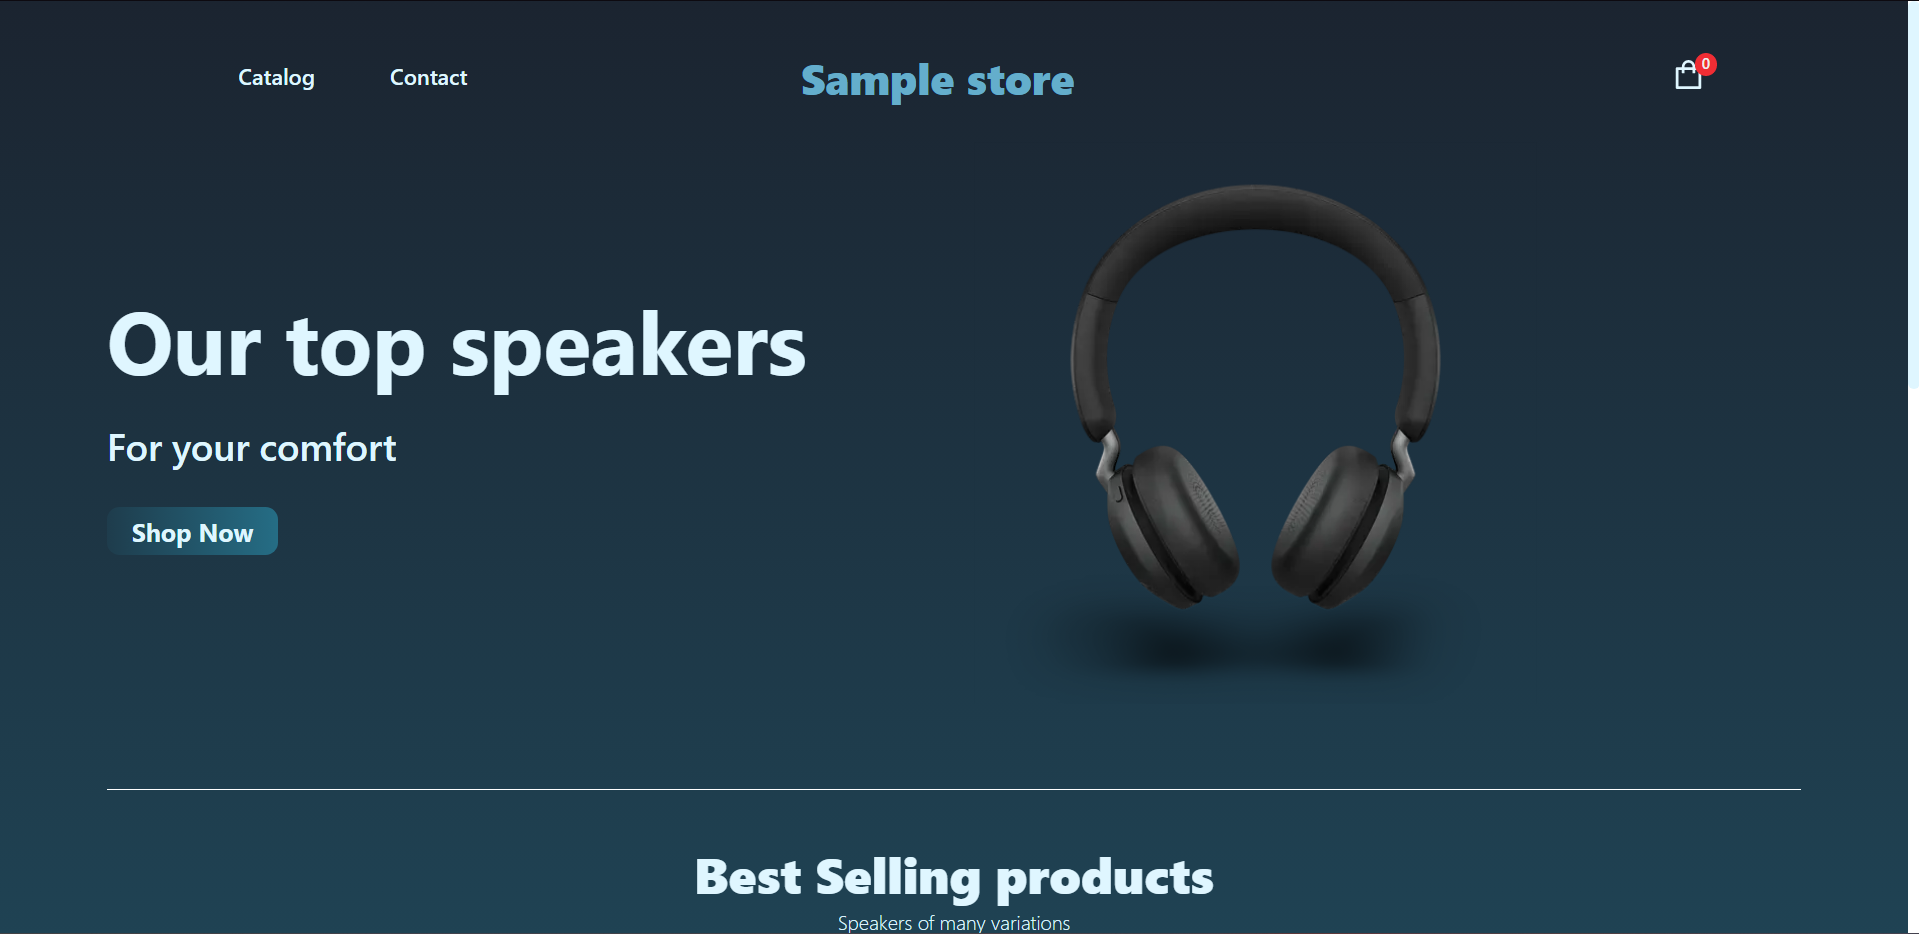 Catalog
Contact
Sample store
0
Our top speakers
For your comfort
Shop Now
Best Selling products
Speakers of many variations